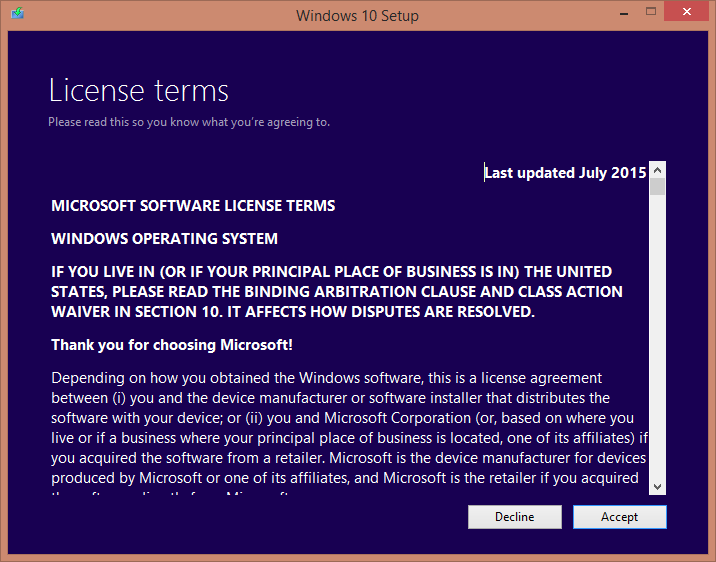 Windows 10 Setup
License terms
Please read this so you know what you're agreeing to.
Last updated July 2015
MICROSOFT SOFTWARE LICENSE TERMS
WINDOWS OPERATING SYSTEM
IF YOU LIVE IN (OR IF YOUR PRINCIPAL PLACE OF BUSINESS IS IN) THE UNITED
STATES, PLEASE READ THE BINDING ARBITRATION CLAUSE AND CLASS ACTION
WAIVER IN SECTION 10. IT AFFECTS HOW DISPUTES ARE RESOLVED.
Thank you for choosing Microsoft!
Depending on how you obtained the Windows software, this is a license agreement
between (i) you and the device manufacturer or software installer that distributes the
software with your device; or (ii) you and Microsoft Corporation (or, based on where you
live or if a business where your principal place of business is located, one of its affiliates) if
you acquired the software from a retailer. Microsoft is the device manufacturer for devices
produced by Microsoft or one of its affiliates, and Microsoft is the retailer if you acquired
Decline
Accept